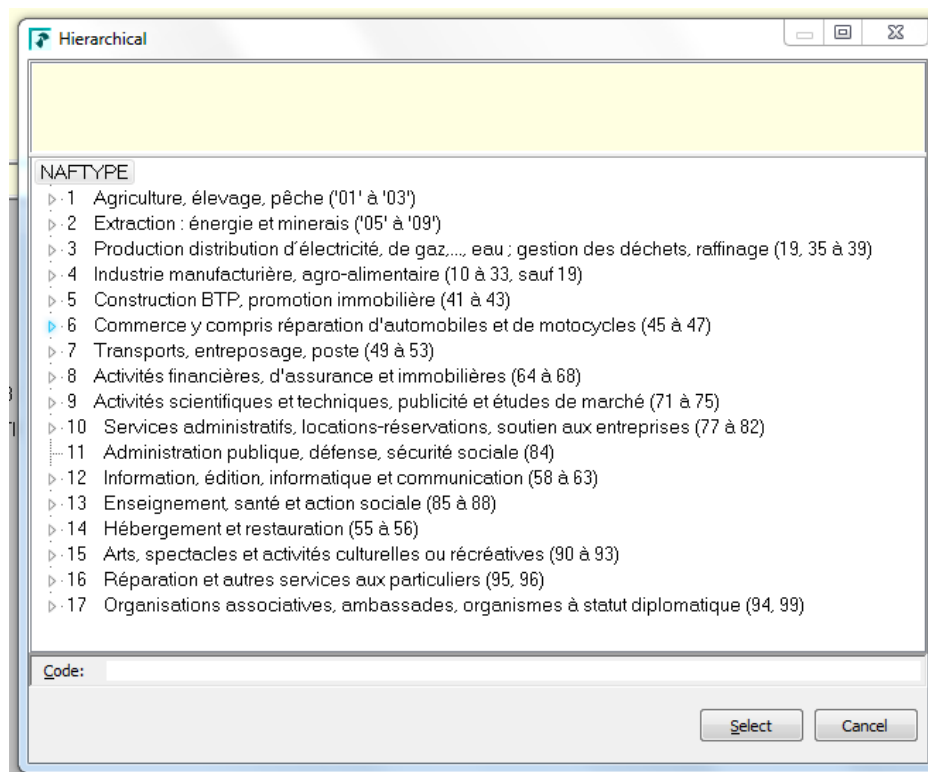 Hierarchical
NAFTYPE
1 Agriculture, élevage, pêche ('01' à '03')
2 Extraction : énergie et minerais ('05' à '09')
3 Production distribution d'électricité, de gaz,..., eau ; gestion des déchets, raffinage (19, 35 à 39)
4 Industrie manufacturière, agro-alimentaire (10 à 33, sauf 19)
5 Construction BTP, promotion immobilière (41 à 43)
6 Commerce y compris réparation d'automobiles et de motocycles (45 à 47)
7 Transports, entreposage, poste (49 à 53)
8 Activités financières, d'assurance et immobilières (64 à 68)
9 Activités scientifiques et techniques, publicité et études de marché (71 à 75)
10 Services administratifs, locations-réservations, soutien aux entreprises (77 à 82)
11 Administration publique, défense, sécurité sociale (84)
12 Information, édition, informatique et communication (58 à 63)
13 Enseignement, santé et action sociale (85 à 88)
14 Hébergement et restauration (55 à 56)
15 Arts, spectacles et activités culturelles ou récréatives (90 à 93)
16 Réparation et autres services aux particuliers (95, 96)
17 Organisations associatives, ambassades, organismes à statut diplomatique (94, 99)
Code:
Select Cancel